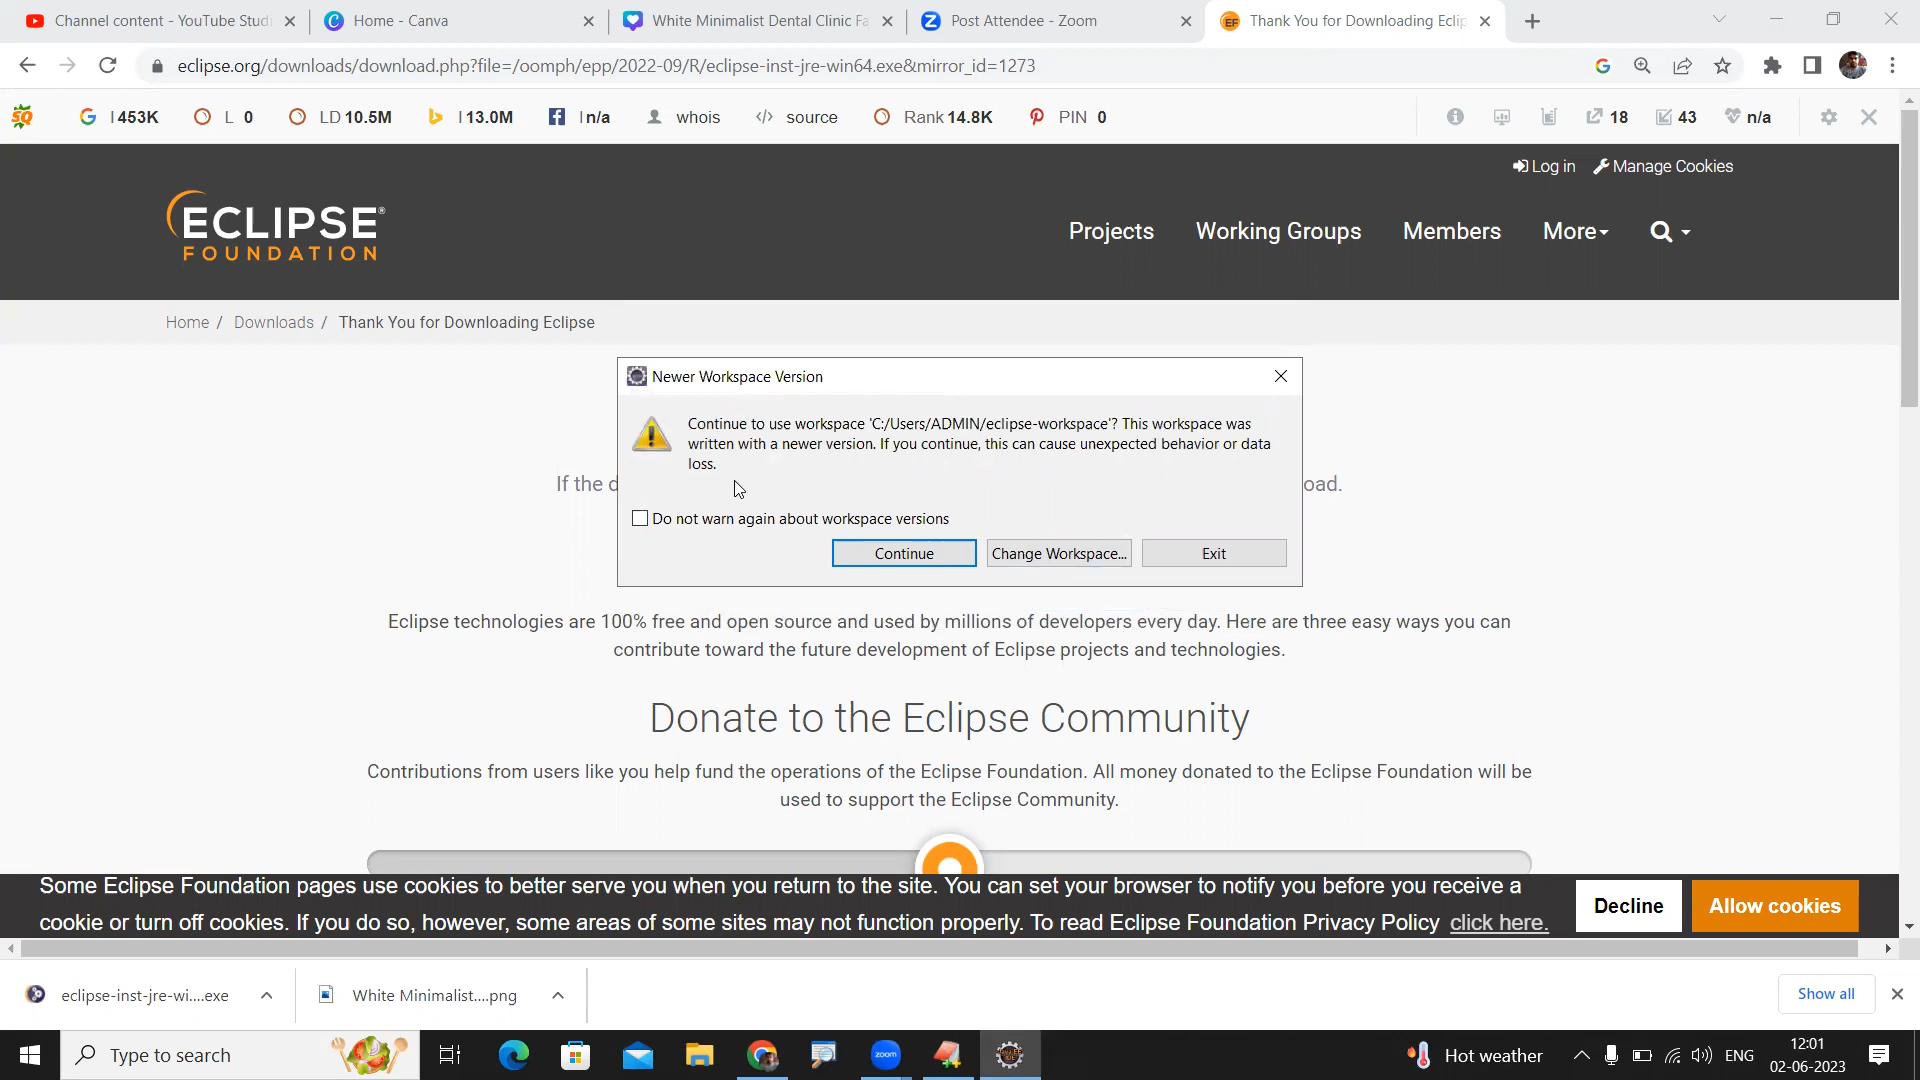 Channel content - YouTube Studi
Home - Canva
White Minimalist Dental Clinic Fa
Post Attendee - Zoom
Thank You for Downloading Eclip
eclipse.org/downloads/download.php?file=/oomph/epp/2022-09/R/eclipse-inst-jre-win64.exe&mirror_id=1273
SQ
I 453K
L 0
LD 10.5M
I 13.0M
I n/a
whois
source
Rank 14.8K
PIN 0
18
43
n/a
Log in
Manage Cookies
ECLIPSE®
FOUNDATION
Projects
Working Groups
Members
More
Home / Downloads / Thank You for Downloading Eclipse
Newer Workspace Version
Continue to use workspace 'C:/Users/ADMIN/eclipse-workspace'? This workspace was
written with a newer version. If you continue, this can cause unexpected behavior or data
loss.
If the d
oad.
Do not warn again about workspace versions
Continue
Change Workspace...
Exit
Eclipse technologies are 100% free and open source and used by millions of developers every day. Here are three easy ways you can
contribute toward the future development of Eclipse projects and technologies.
Donate to the Eclipse Community
Contributions from users like you help fund the operations of the Eclipse Foundation. All money donated to the Eclipse Foundation will be
used to support the Eclipse Community.
Some Eclipse Foundation pages use cookies to better serve you when you return to the site. You can set your browser to notify you before you receive a
cookie or turn off cookies. If you do so, however, some areas of some sites may not function properly. To read Eclipse Foundation Privacy Policy click here.
Decline
Allow cookies
eclipse-inst-jre-wi....exe
White Minimalist....png
Show all
Type to search
zoom
Hot weather
ENG
12:01
02-06-2023